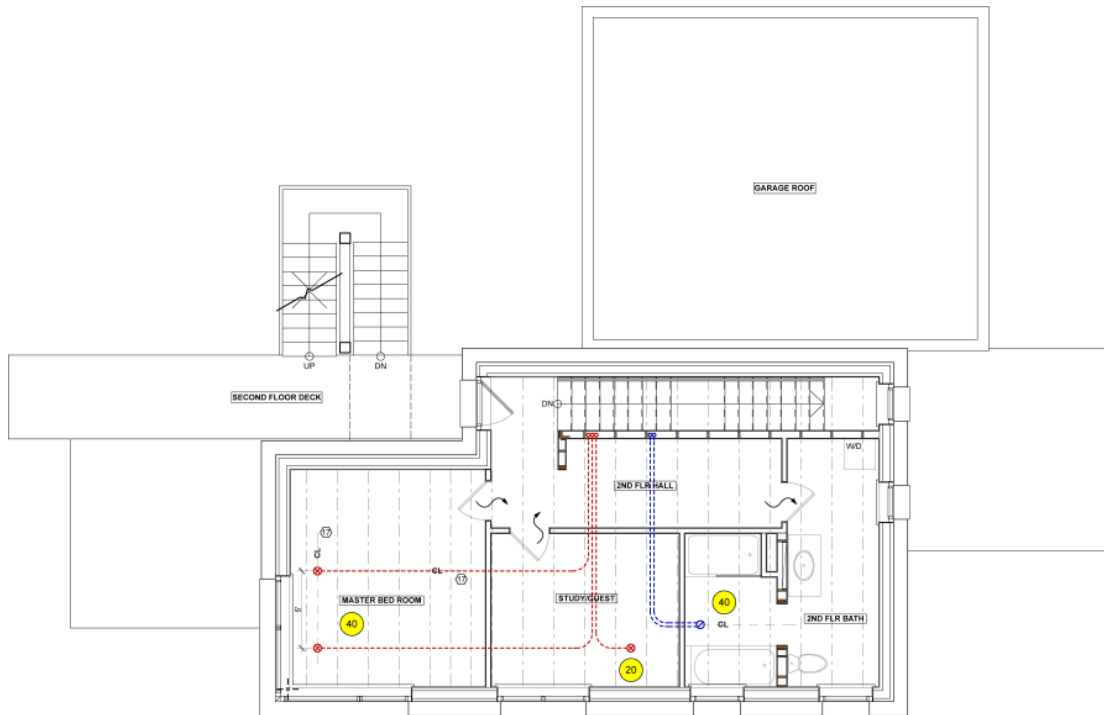 GARAGE ROOF
UP
DN
SECOND FLOOR DECK
DN
W/D
2ND FLR HALL
17
CL
CL
17
MASTER BED ROOM
STUDY/GUEST
40
CL
2ND FLR BATH
5'
40
20